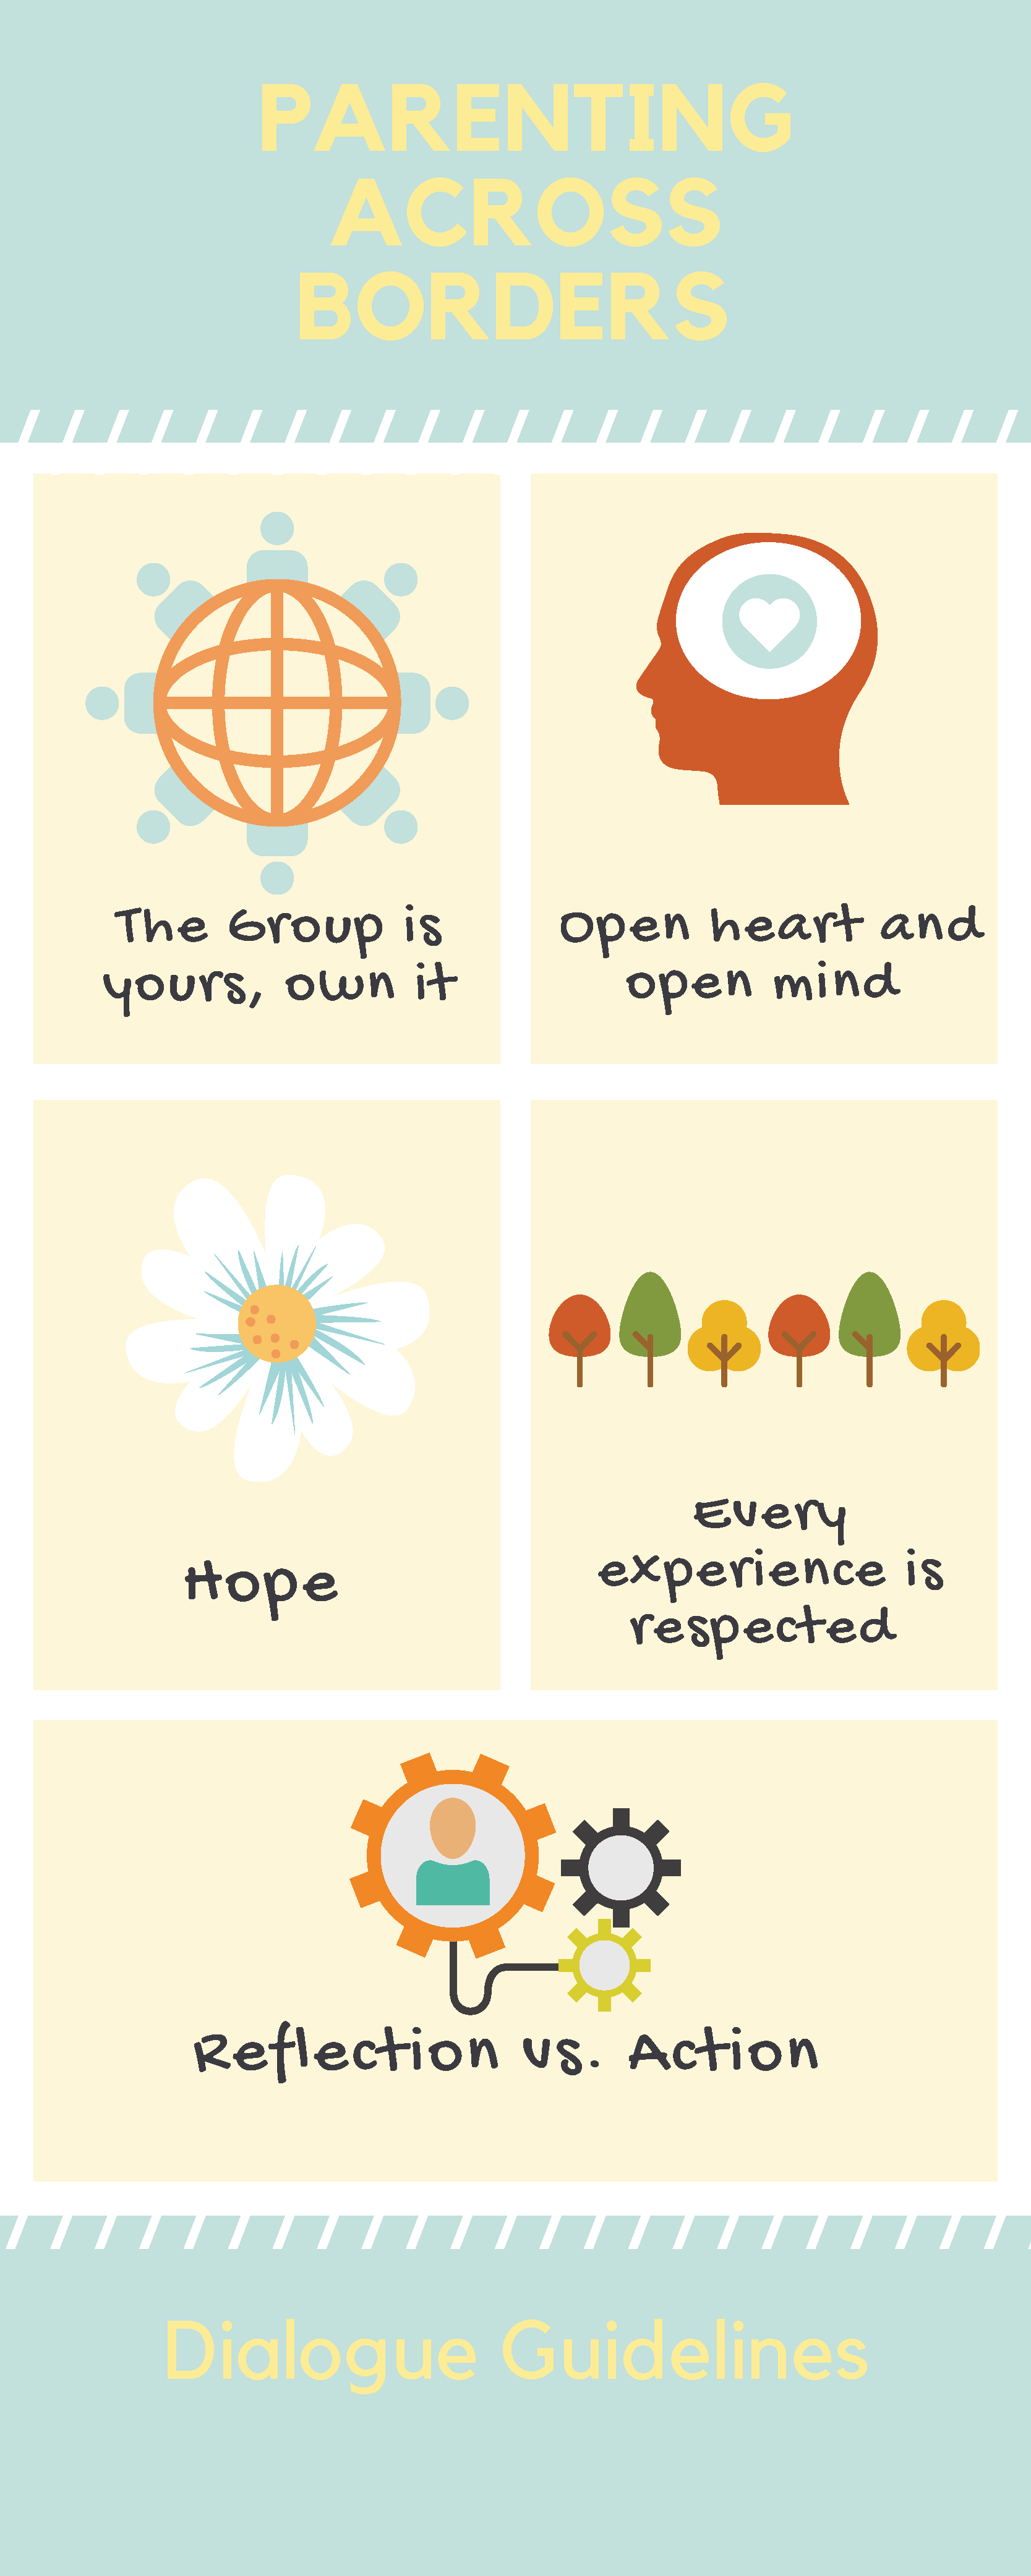 PARENTING
ACROSS
BORDERS
The Group is
yours, own it
Open heart and
open mind
Hope
Every
experience is
respected
Reflection vs. Action
Dialogue Guidelines